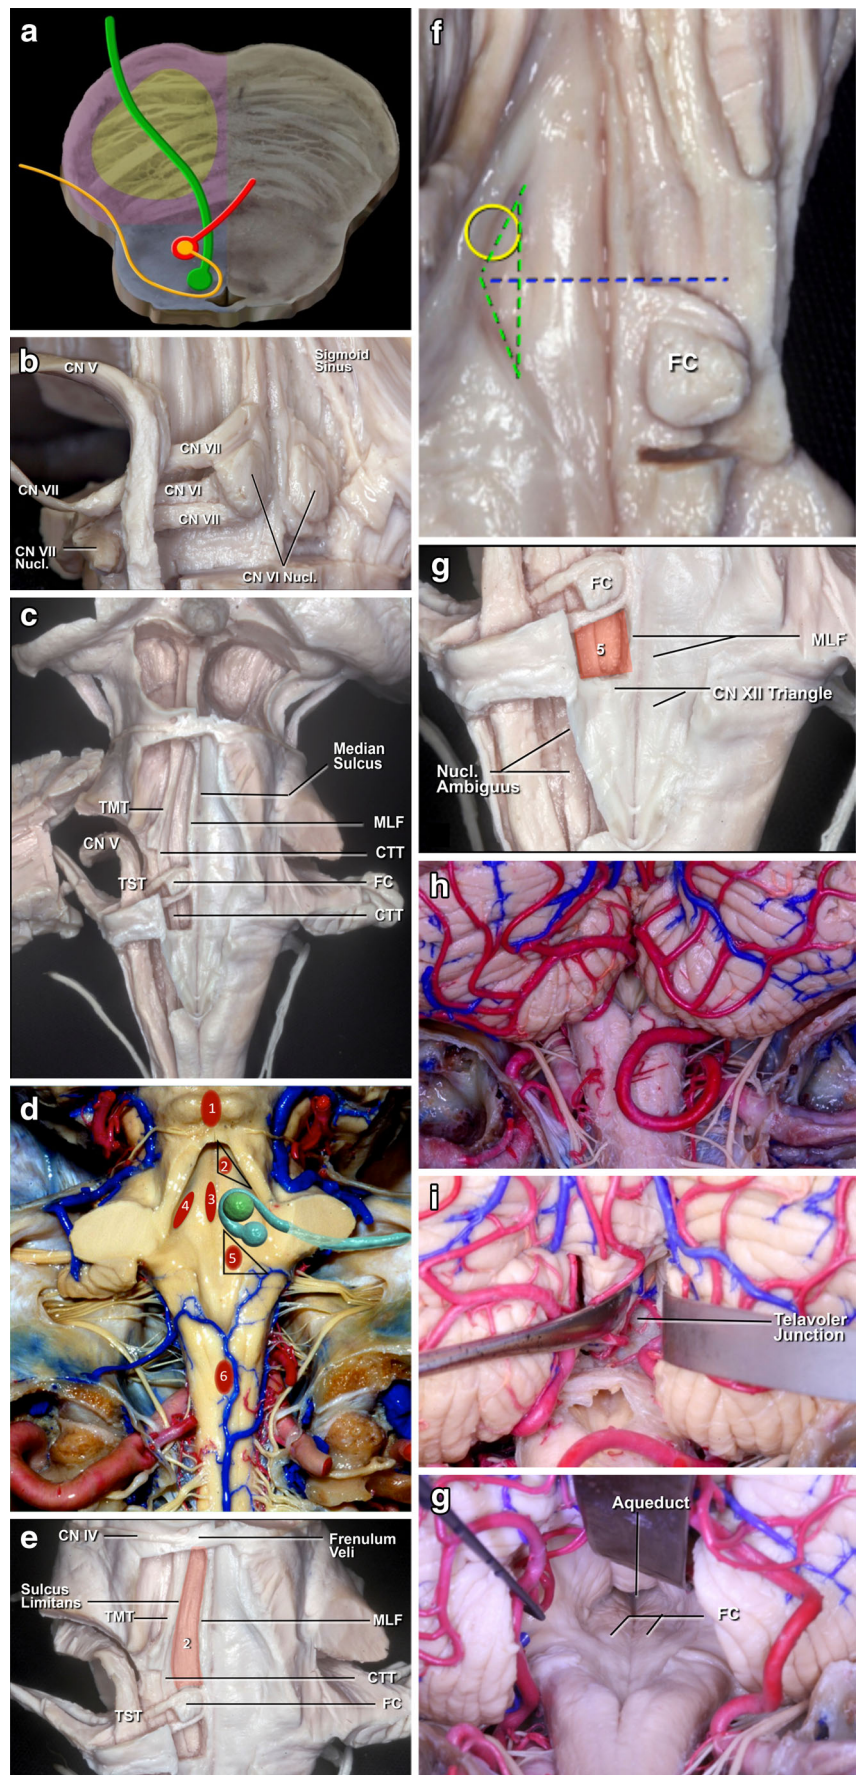 a
b
CN V
Sigmoid
Sinus
CN VII
CN VII
CN VI
CN VII
CN VII
Nucl.
CN VI Nucl.
c
Median
Sulcus
TMT
MLF
CN V
CTT
TST
FC
CTT
d
1
2
3
4
5
6
e
CN IV
Frenulum
Veli
Sulcus
Limitans
TMT
MLF
2
CTT
FC
TST
f
FC
g
FC
5
MLF
CN XII Triangle
Nucl.
Ambiguus
h
i
Telavoler
Junction
g
Aqueduct
FC